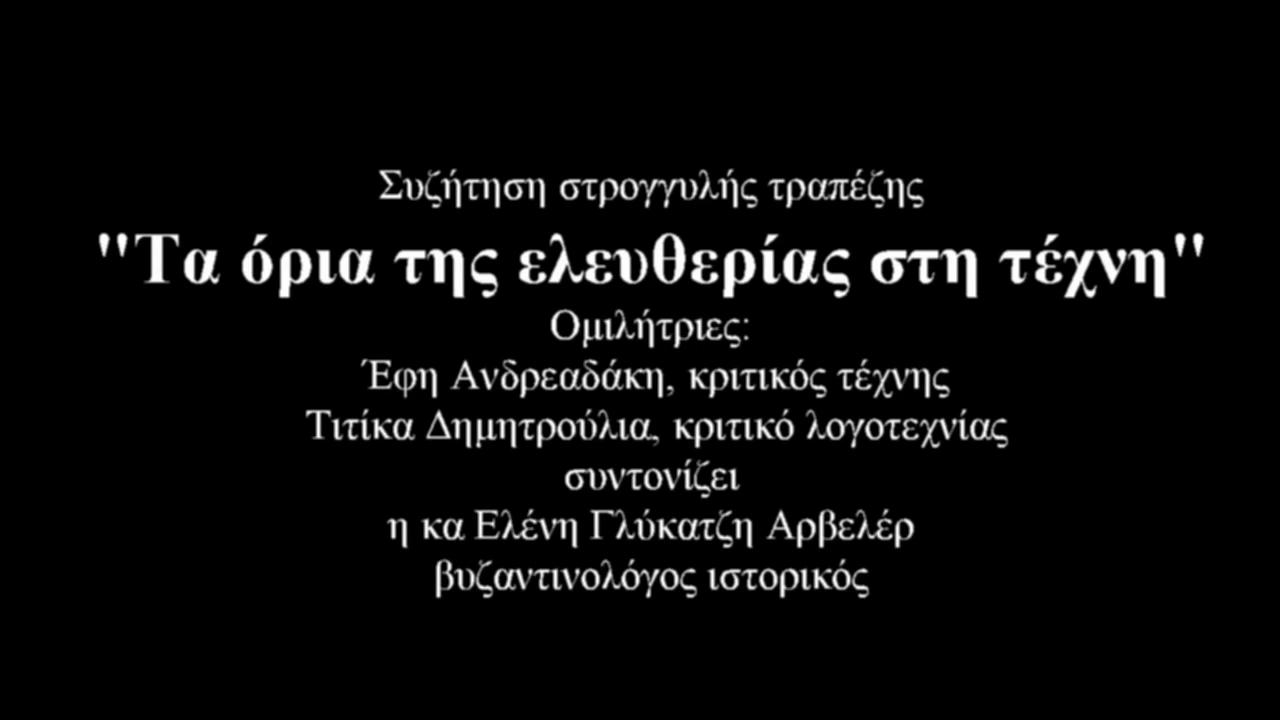 Συζήτηση στρογγυλής τραπέζης
"Τα όρια της ελευθερίας στη τέχνη"
Ομιλήτριες:
Έφη Ανδρεαδάκη, κριτικός τέχνης
Τιτίκα Δημητρούλια, κριτικό λογοτεχνίας
συντονίζει
η κα Ελένη Γλύκατζη Αρβελέρ
βυζαντινολόγος ιστορικός